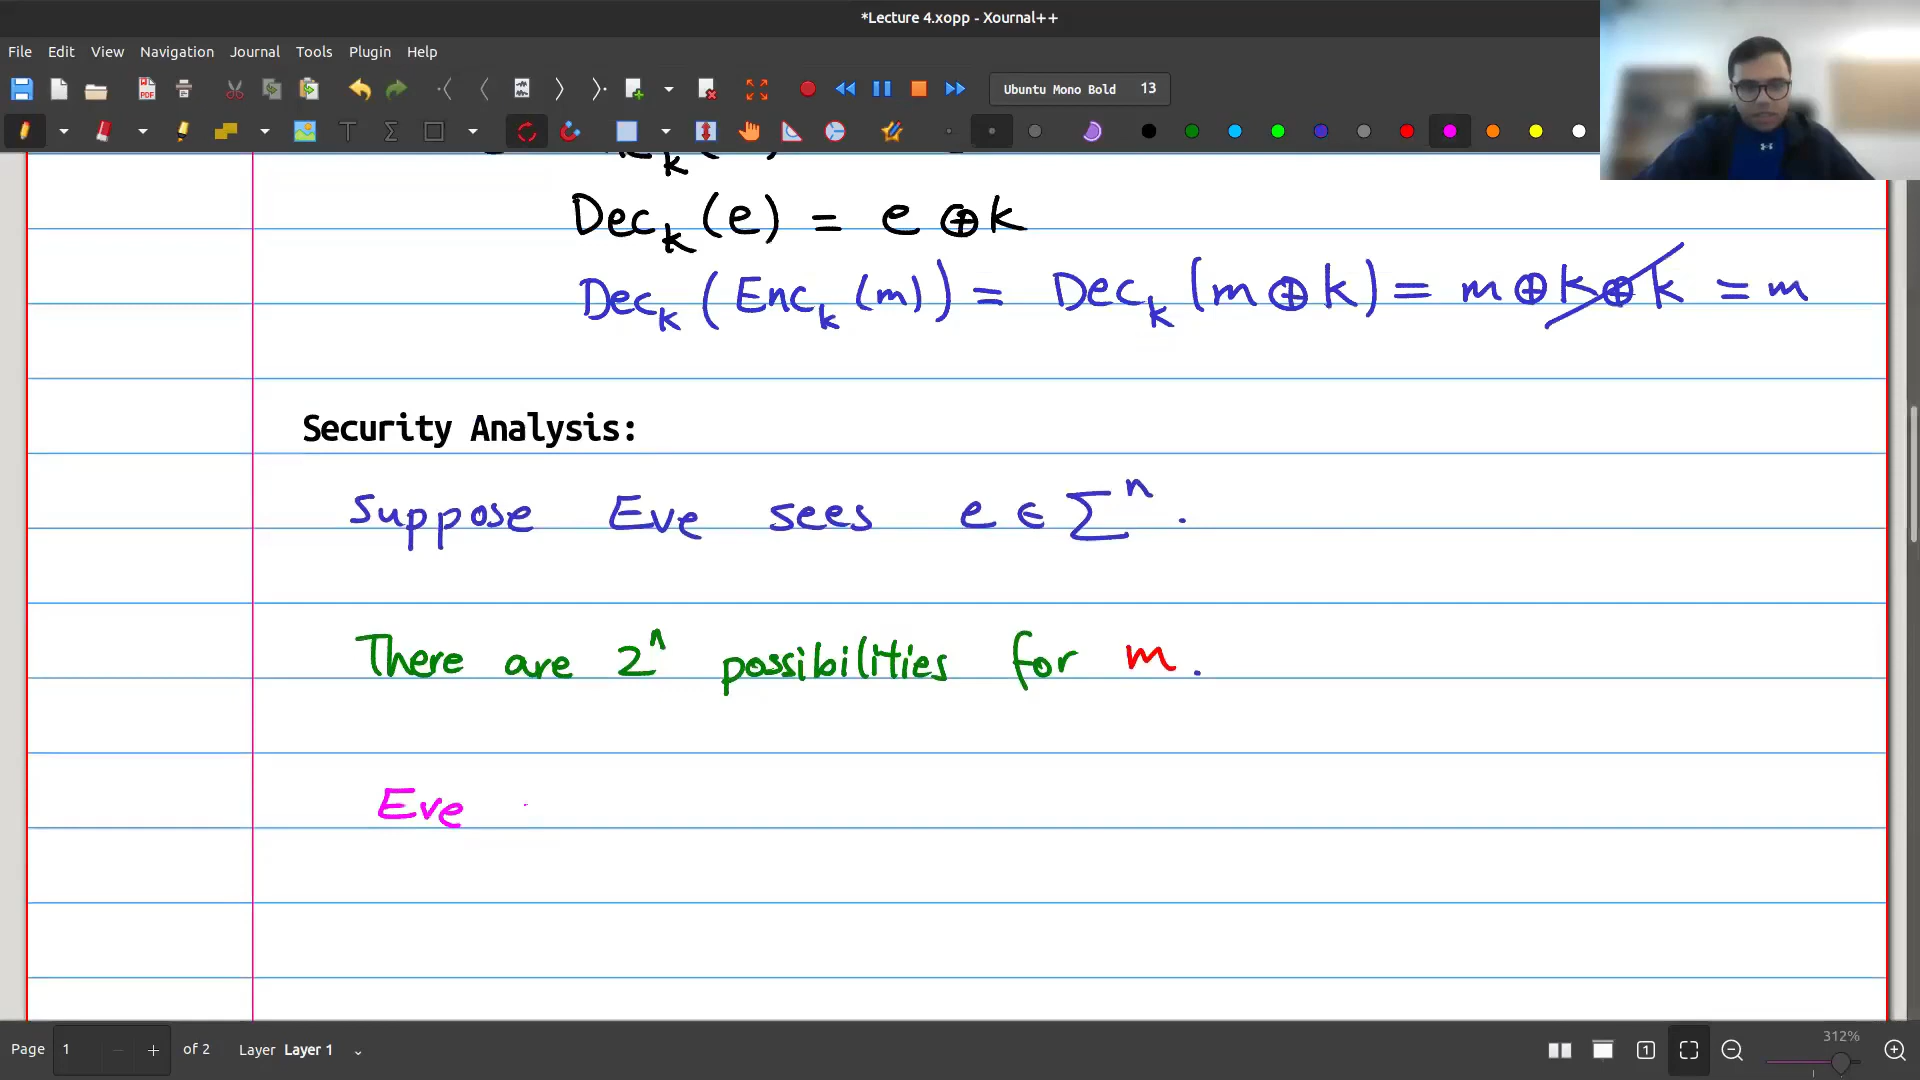 *Lecture 4.xopp - Xournal++
File Edit View Navigation Journal Tools Plugin Help
Ubuntu Mono Bold 13
Dec_k (e) = e ⊕ k
Dec_k (Enc_k (m)) = Dec_k (m ⊕ k) = m ⊕ k ⊕ k = m
Security Analysis:
Suppose Eve sees e ∈ Σ^n .
There are 2^n possibilities for m .
Eve
Page 1 of 2 Layer Layer 1
312%